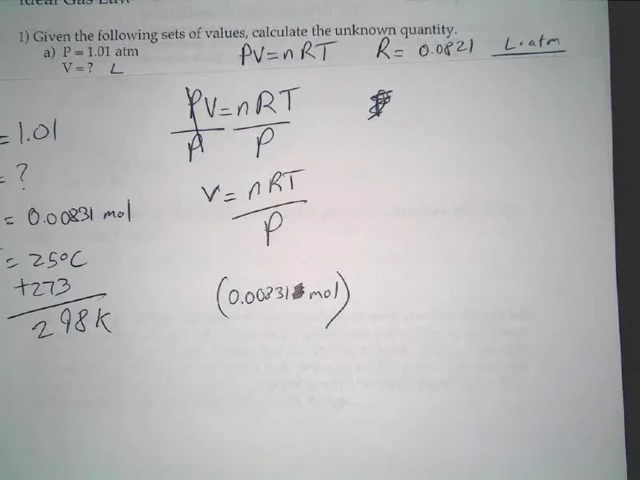 Ideal Gas Law
1) Given the following sets of values, calculate the unknown quantity.
a) P = 1.01 atm PV=nRT R= 0.0821 L·atm
V = ? L
PV=nRT
P P
= 1.01
= ?
V= nRT
P
= 0.00831 mol
= 25°C
+273
298K
(0.00831 mol)